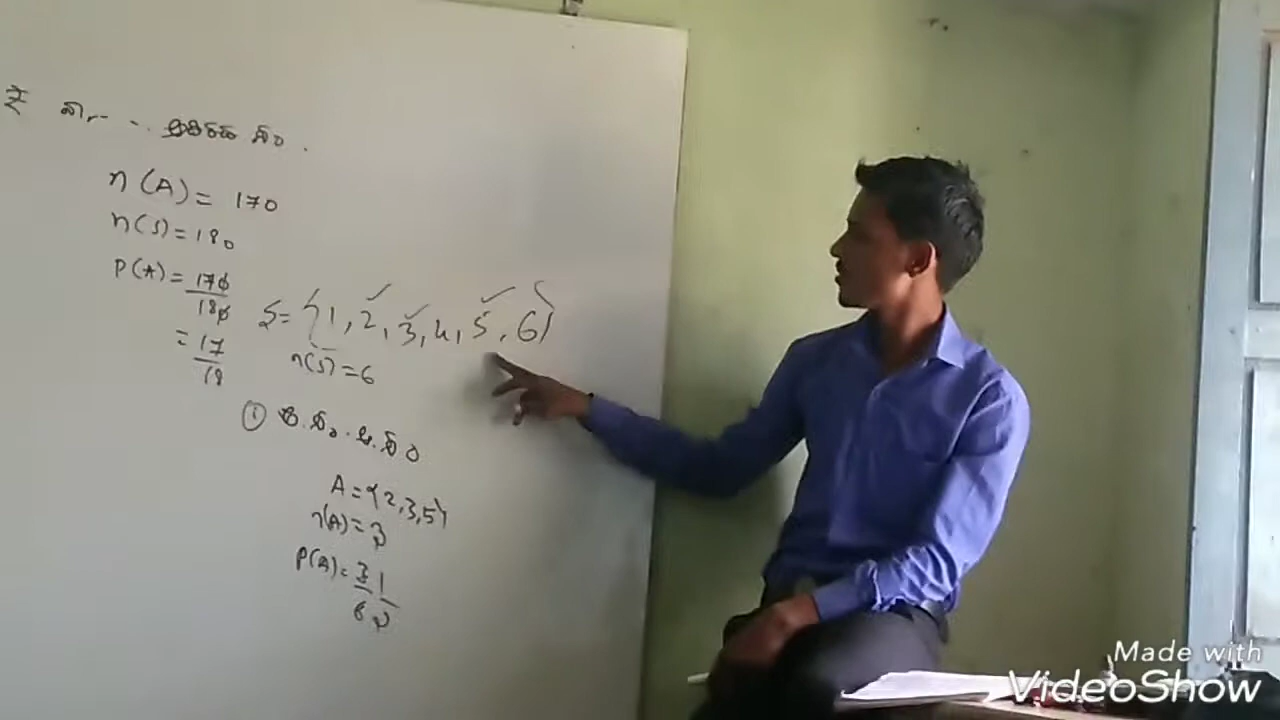 n(A) = 170
n(S) = 180
P(A) = 170/180
= 17/18
S = {1, 2, 3, 4, 5, 6}
n(S) = 6
①
A = {2, 3, 5}
n(A) = 3
P(A) = 3/6 1/2
Made with
VideoShow